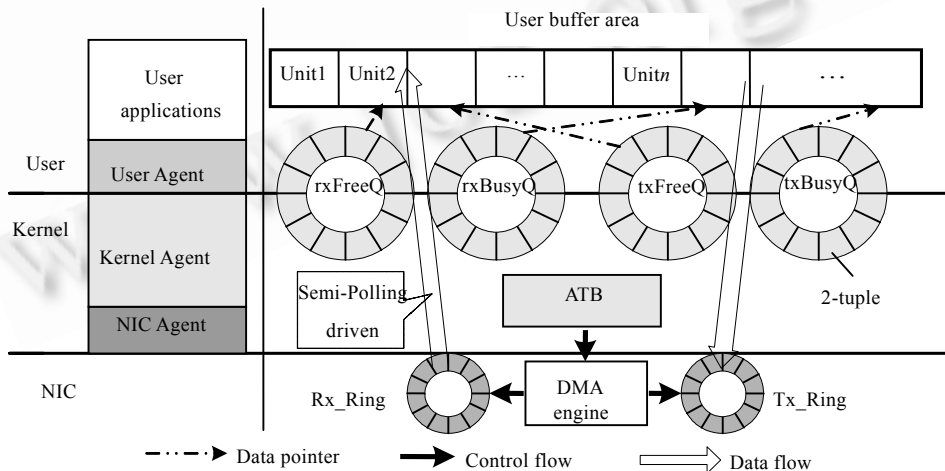 User buffer area
User
applications
Unit1
Unit2
...
Unitn
...
User
User Agent
rxFreeQ
rxBusyQ
txFreeQ
txBusyQ
Kernel
Kernel Agent
Semi-Polling
driven
ATB
2-tuple
NIC Agent
NIC
Rx_Ring
DMA
engine
Tx_Ring
Data pointer
Control flow
Data flow